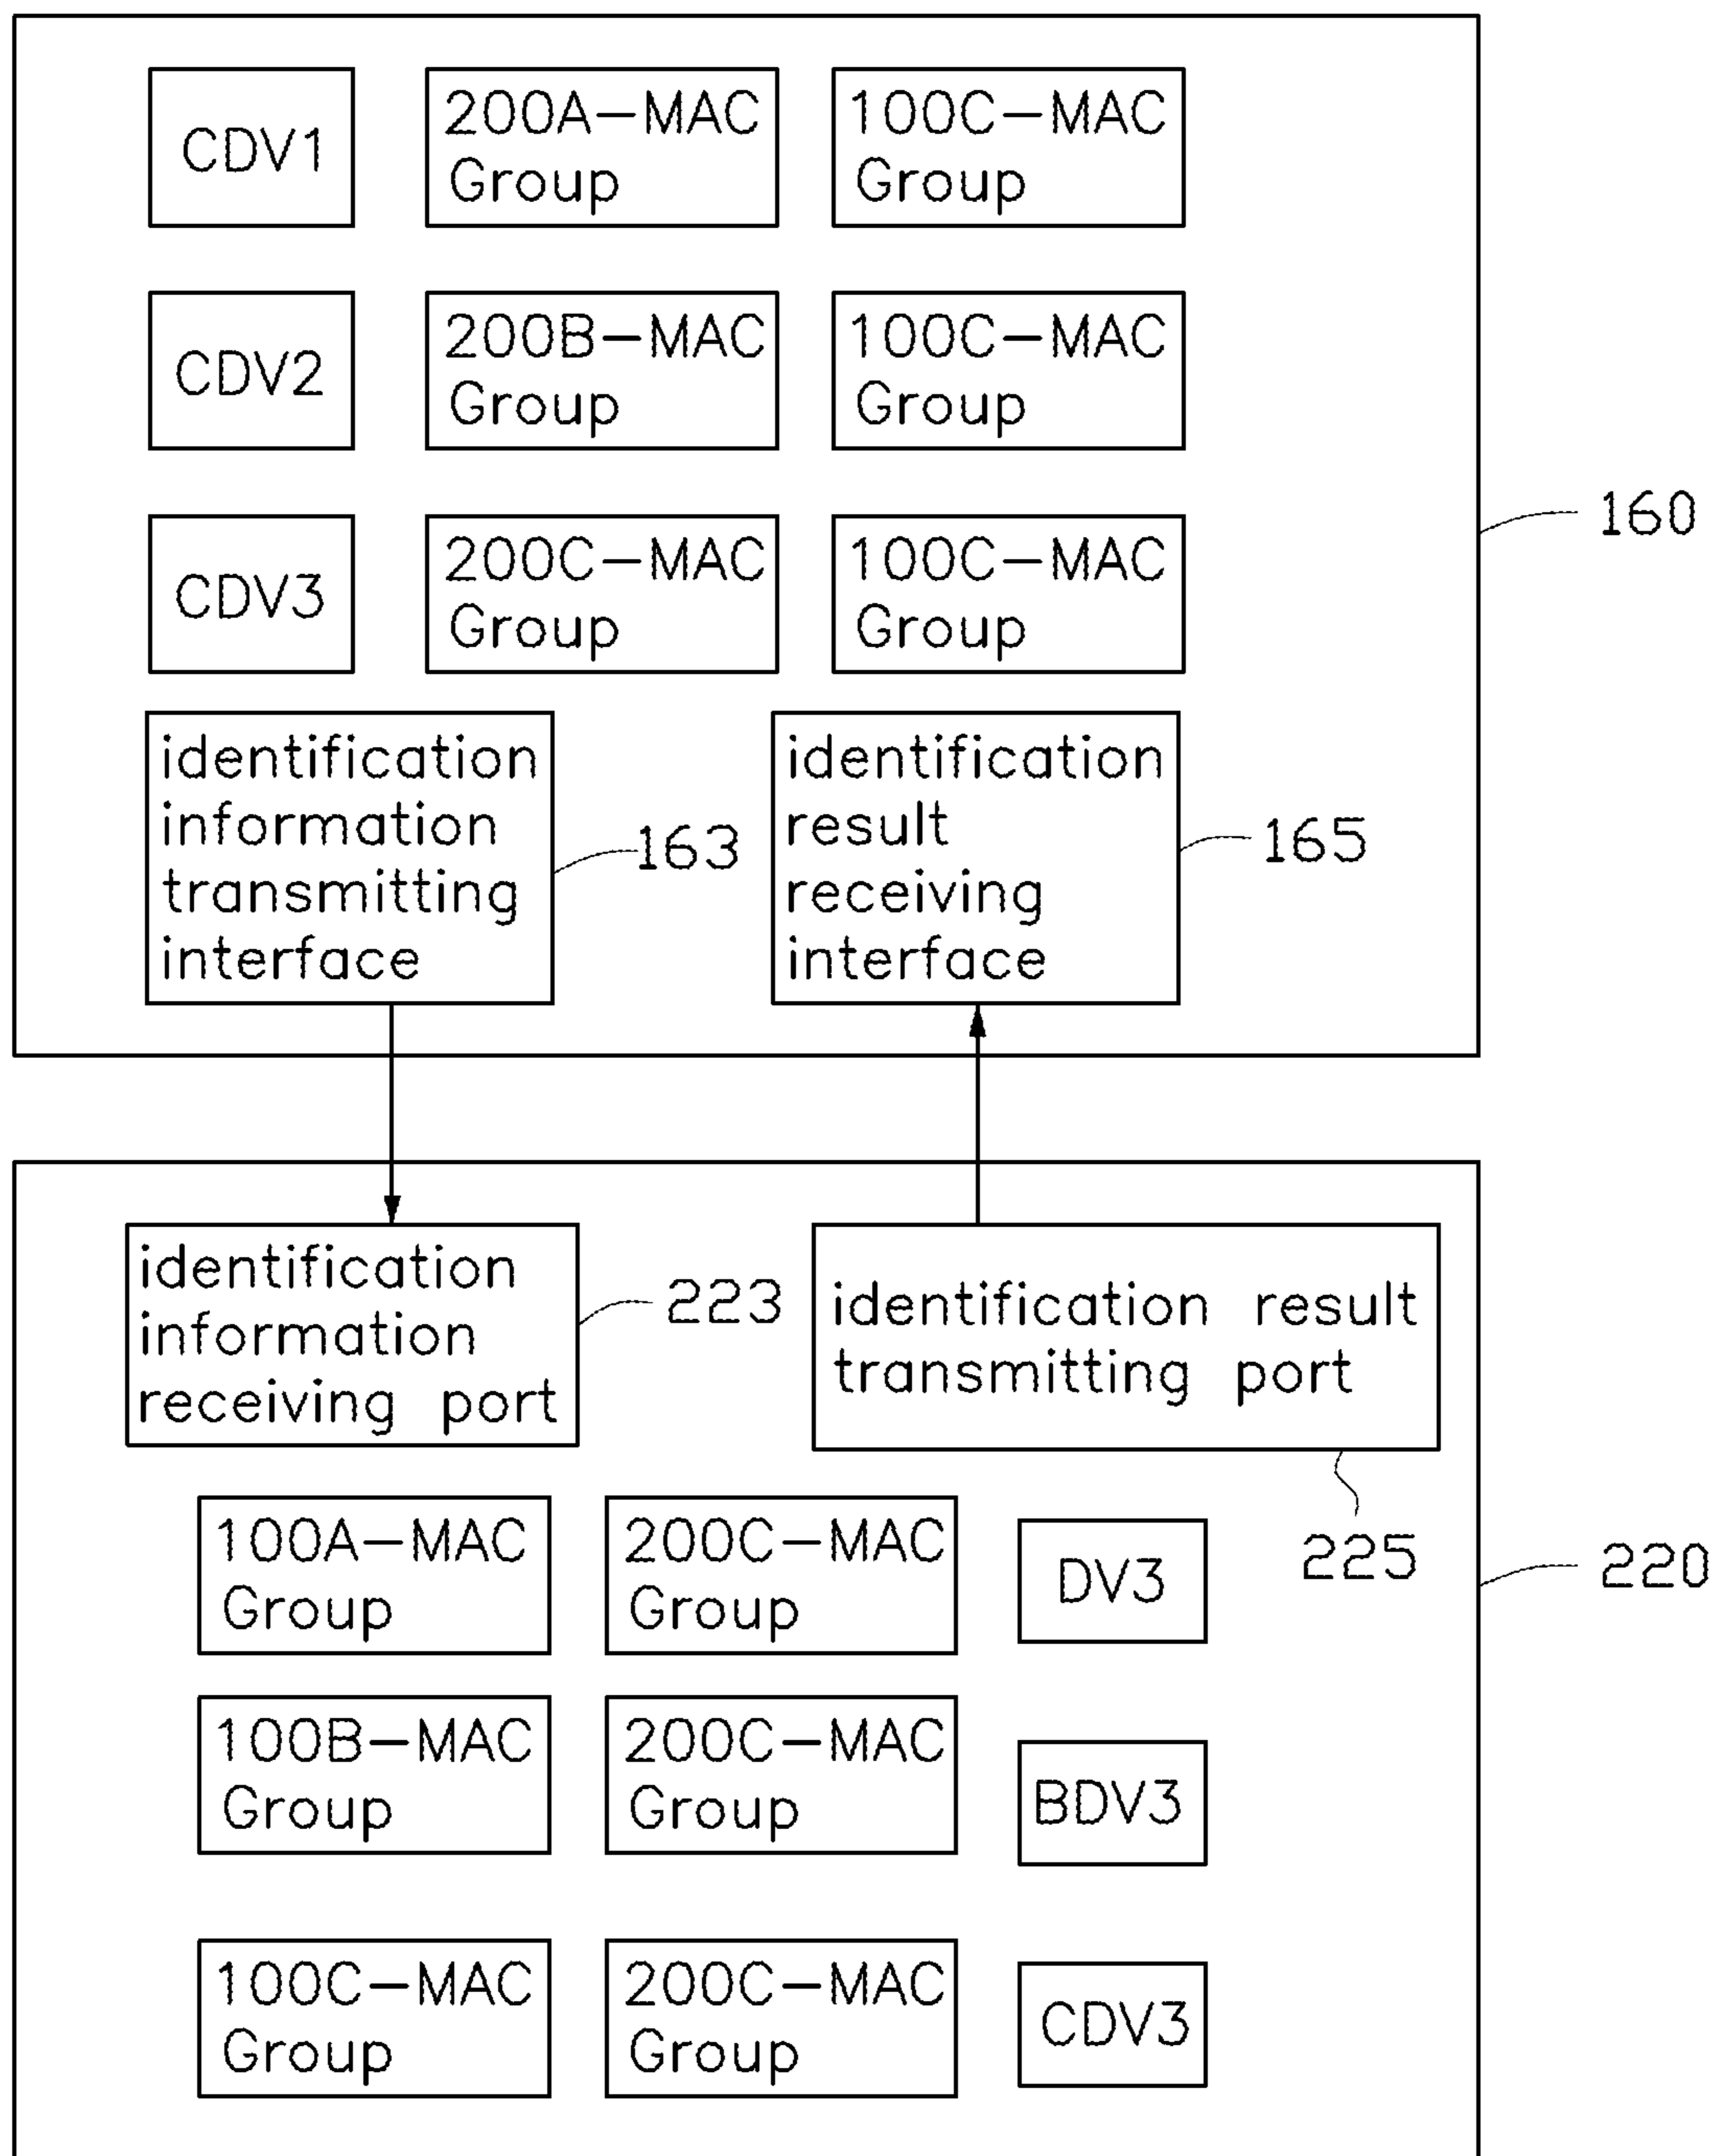 CDV1
200A-MAC
Group
100C-MAC
Group
CDV2
200B-MAC
Group
100C-MAC
Group
160
CDV3
200C-MAC
Group
100C-MAC
Group
identification
information
transmitting
interface
163
identification
result
receiving
interface
165
identification
information
receiving port
223
identification result
transmitting port
225
220
100A-MAC
Group
200C-MAC
Group
DV3
100B-MAC
Group
200C-MAC
Group
BDV3
100C-MAC
Group
200C-MAC
Group
CDV3